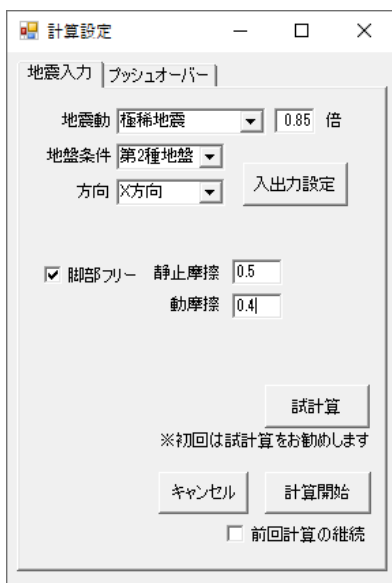 計算設定
地震入力 プッシュオーバー
地震動 極稀地震 0.85 倍
地盤条件 第2種地盤
方向 X方向 入出力設定
脚部フリー 静止摩擦 0.5
動摩擦 0.4
試計算
※初回は試計算をお勧めします
キャンセル 計算開始
前回計算の継続